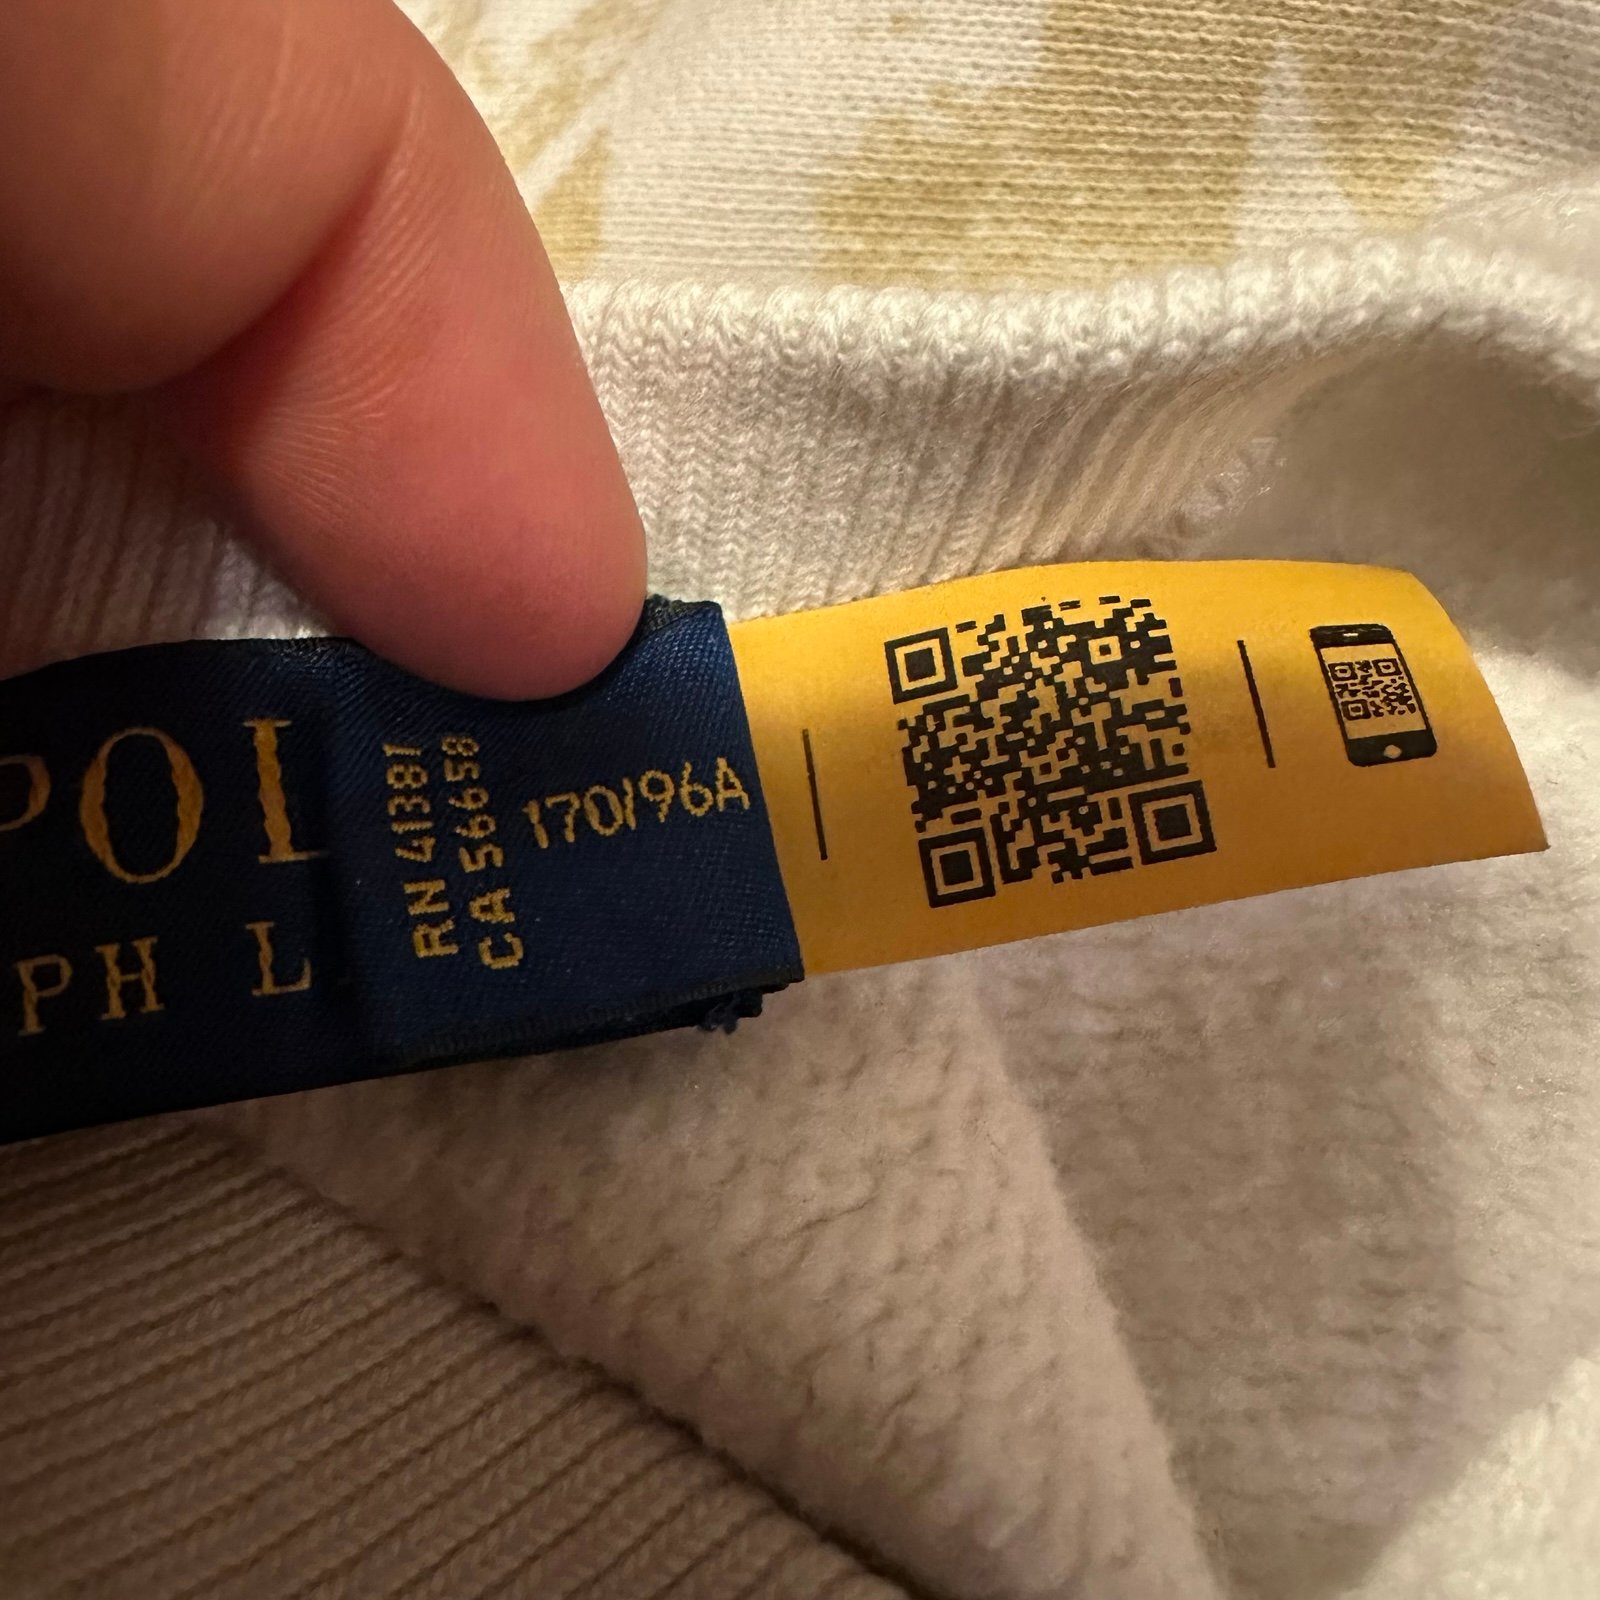 POL
PH L
RN 41381
CA 56658
170/96A